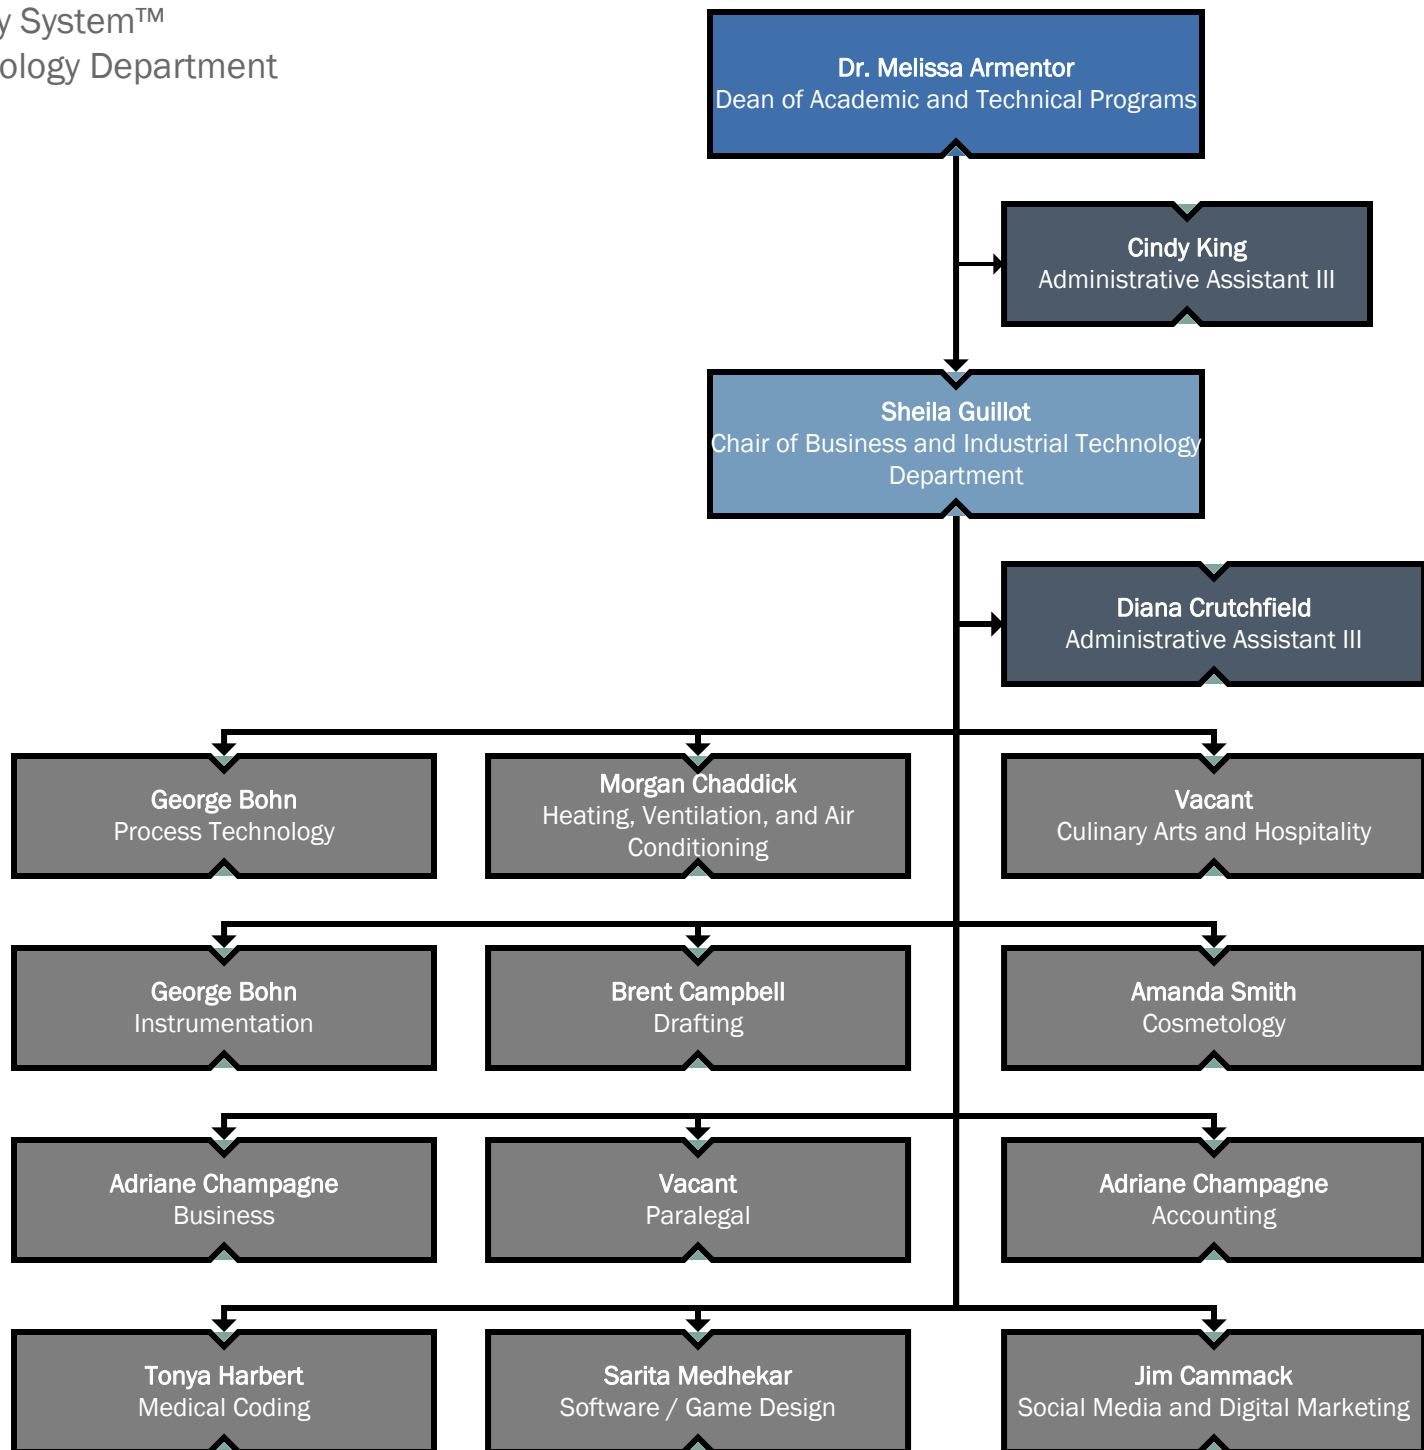 y System™
ology Department
Dr. Melissa Armentor
Dean of Academic and Technical Programs
Cindy King
Administrative Assistant III
Sheila Guillot
Chair of Business and Industrial Technology
Department
Diana Crutchfield
Administrative Assistant III
George Bohn
Process Technology
Morgan Chaddick
Heating, Ventilation, and Air
Conditioning
Vacant
Culinary Arts and Hospitality
George Bohn
Instrumentation
Brent Campbell
Drafting
Amanda Smith
Cosmetology
Adriane Champagne
Business
Vacant
Paralegal
Adriane Champagne
Accounting
Tonya Harbert
Medical Coding
Sarita Medhekar
Software / Game Design
Jim Cammack
Social Media and Digital Marketing